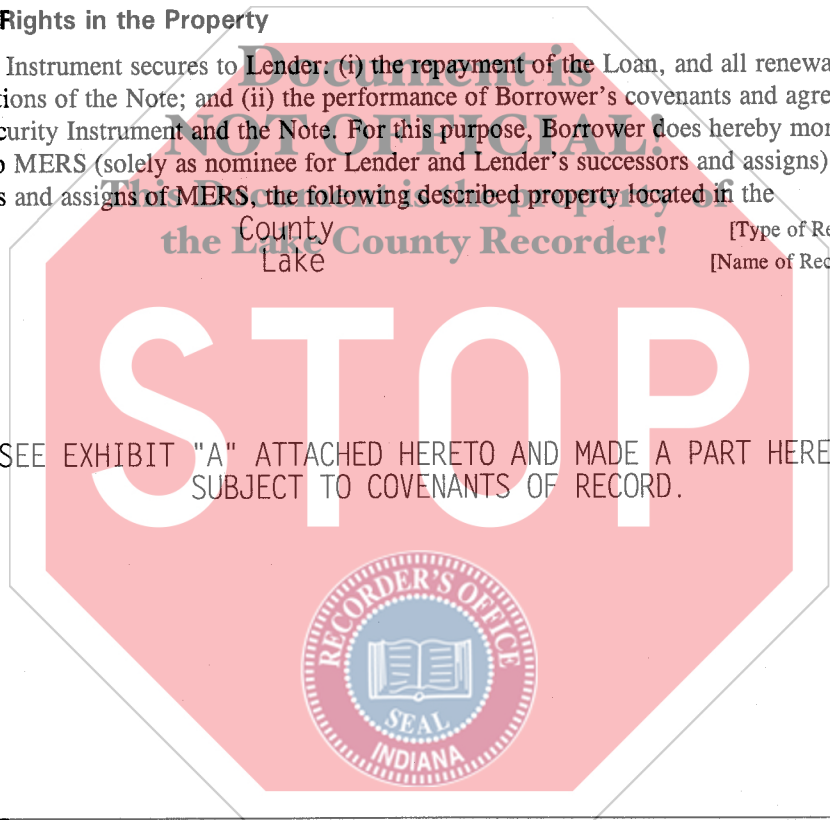 Rights in the Property
Document is
Instrument secures to Lender: (i) the repayment of the Loan, and all renewa
tions of the Note; and (ii) the performance of Borrower's covenants and agre
NOT OFFICIAL!
curity Instrument and the Note. For this purpose, Borrower does hereby mor
o MERS (solely as nominee for Lender and Lender's successors and assigns)
s and assigns of MERS, the following described property located in the
This Document is the property of
County [Type of Re
the Lake County Recorder!
Lake [Name of Rec
STOP
SEE EXHIBIT "A" ATTACHED HERETO AND MADE A PART HERE
SUBJECT TO COVENANTS OF RECORD.
RECORDER'S OFFICE
SEAL
INDIANA